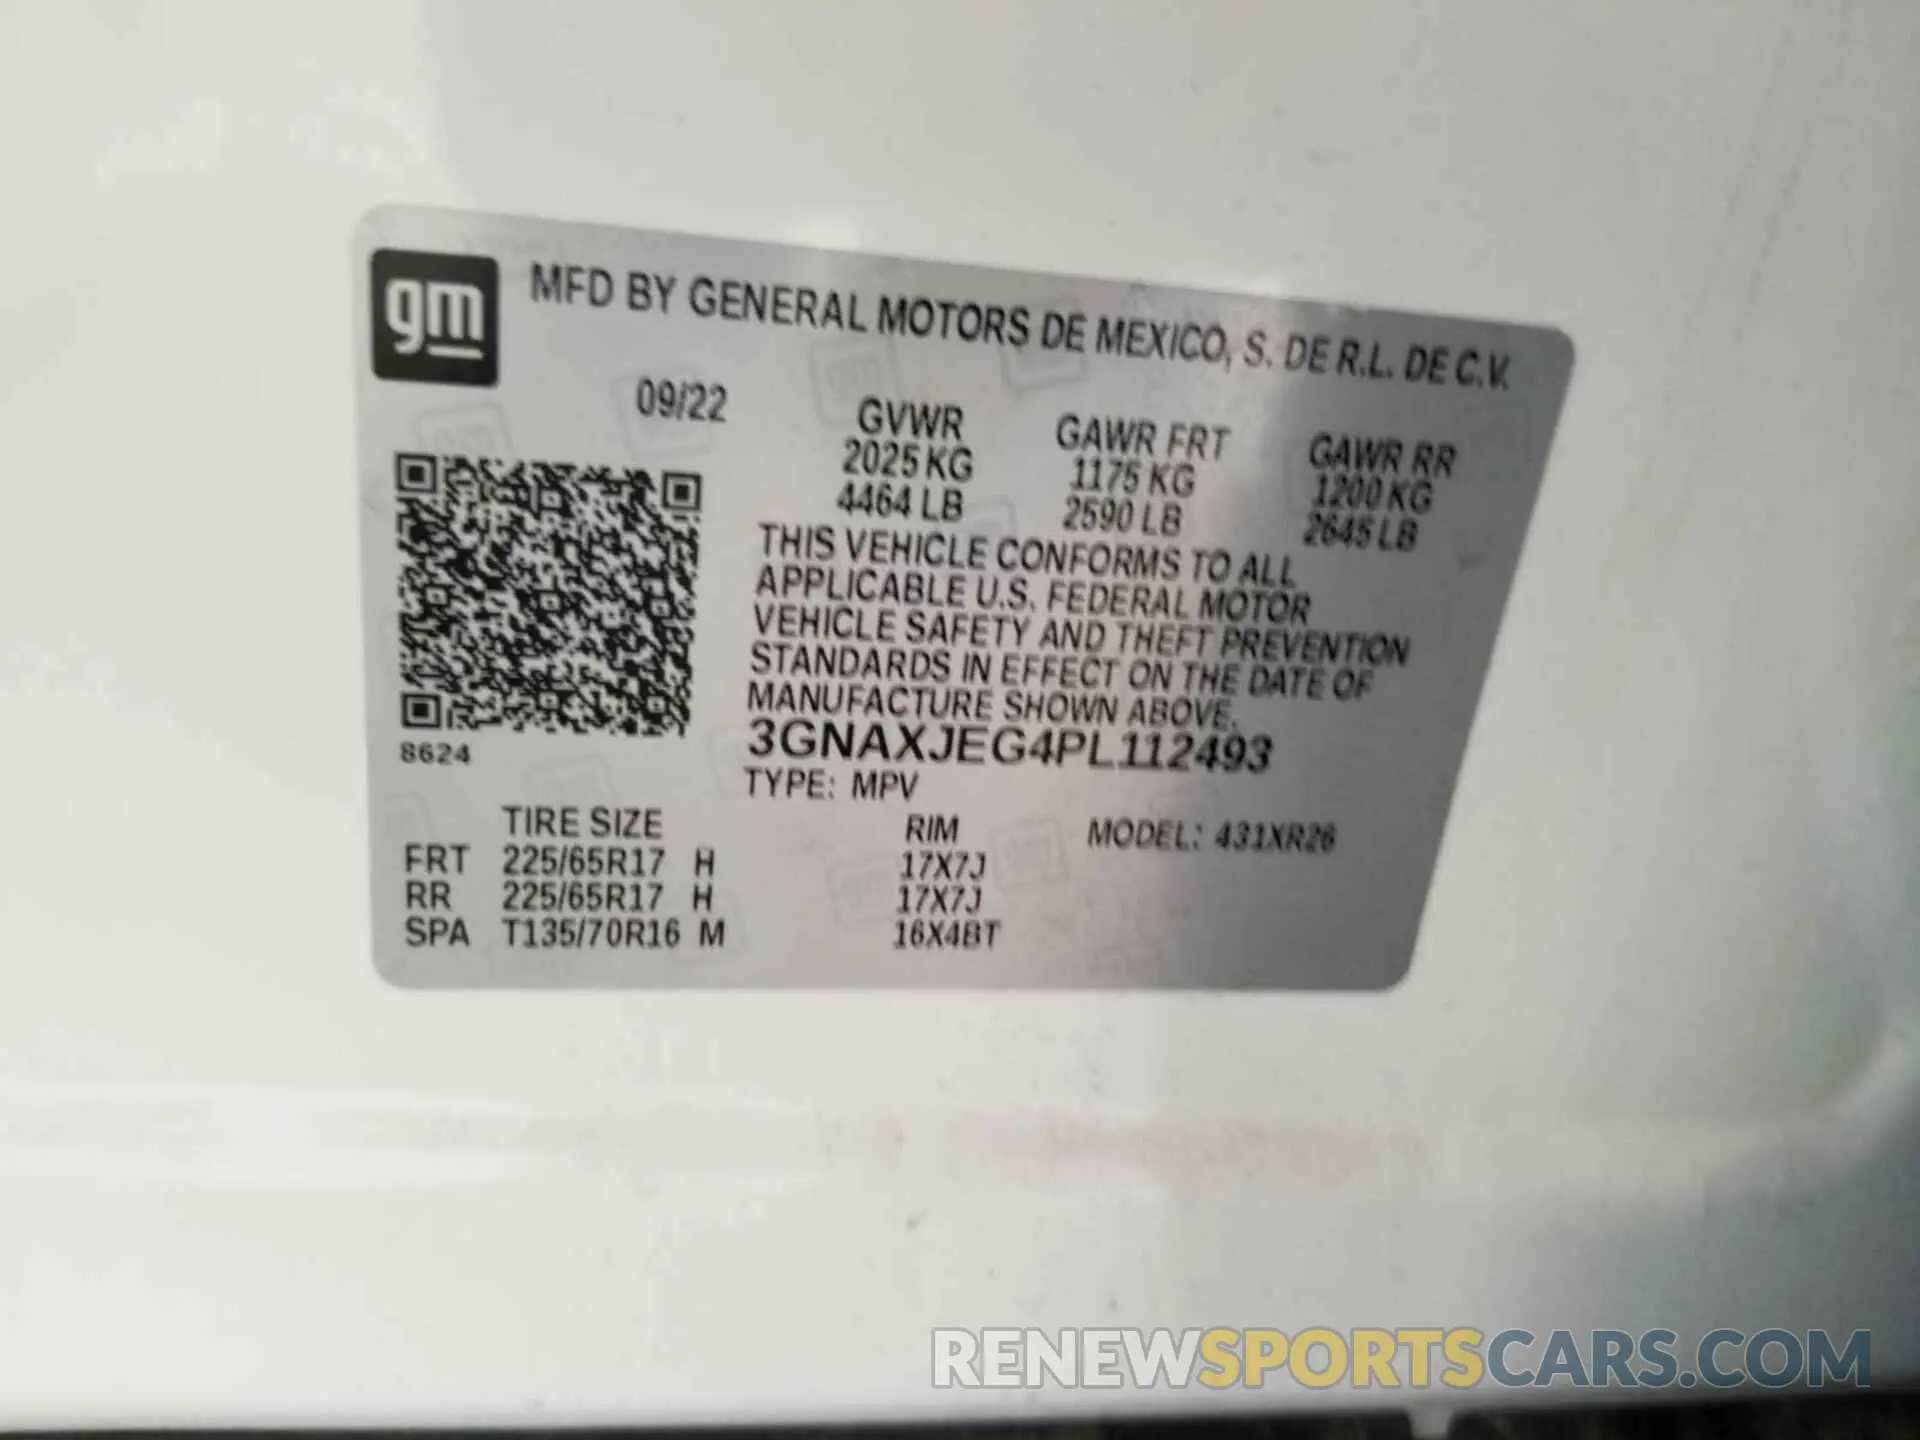 gm
MFD BY GENERAL MOTORS DE MEXICO, S. DE R.L. DE C.V.
09/22
GVWR GAWR FRT GAWR RR
2025 KG 1175 KG 1200 KG
4464 LB 2590 LB 2645 LB
THIS VEHICLE CONFORMS TO ALL
APPLICABLE U.S. FEDERAL MOTOR
VEHICLE SAFETY AND THEFT PREVENTION
STANDARDS IN EFFECT ON THE DATE OF
MANUFACTURE SHOWN ABOVE.
3GNAXJEG4PL112493
8624
TYPE: MPV
TIRE SIZE RIM MODEL: 431XR26
FRT 225/65R17 H 17X7J
RR 225/65R17 H 17X7J
SPA T135/70R16 M 16X4BT
RENEWSPORTSCARS.COM